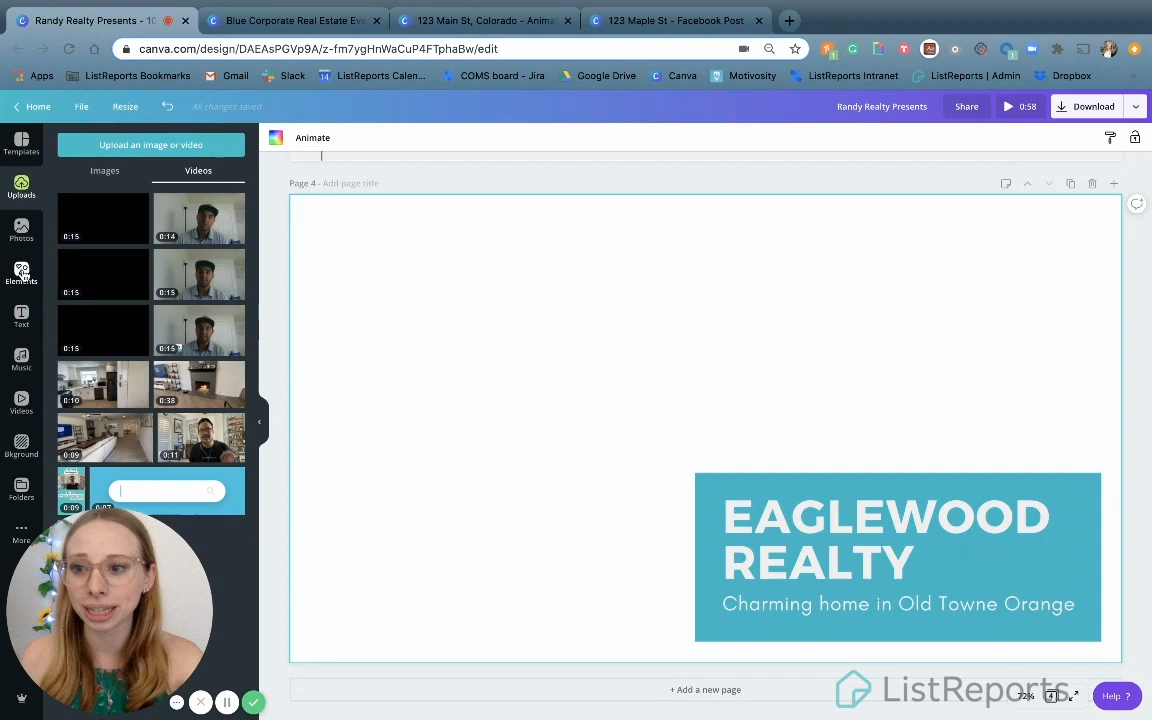 Randy Realty Presents - 10
Blue Corporate Real Estate Ev
123 Main St, Colorado - Anima
123 Maple St - Facebook Post
canva.com/design/DAEAsPGVp9A/z-fm7ygHnWaCuP4FTphaBw/edit
Apps
ListReports Bookmarks
Gmail
Slack
14
ListReports Calen...
COMS board - Jira
Google Drive
Canva
Motivosity
ListReports Intranet
ListReports | Admin
Dropbox
Home
File
Resize
All changes saved
Randy Realty Presents
Share
0:58
Download
Templates
Uploads
Photos
Elements
Text
Music
Videos
Bkground
Folders
More
Upload an image or video
Images
Videos
0:15
0:14
0:15
0:15
0:15
0:15
0:10
0:38
0:09
0:11
0:09
0:07
Animate
Page 4 - Add page title
EAGLEWOOD
REALTY
Charming home in Old Towne Orange
+ Add a new page
ListReports
72%
4
Help ?